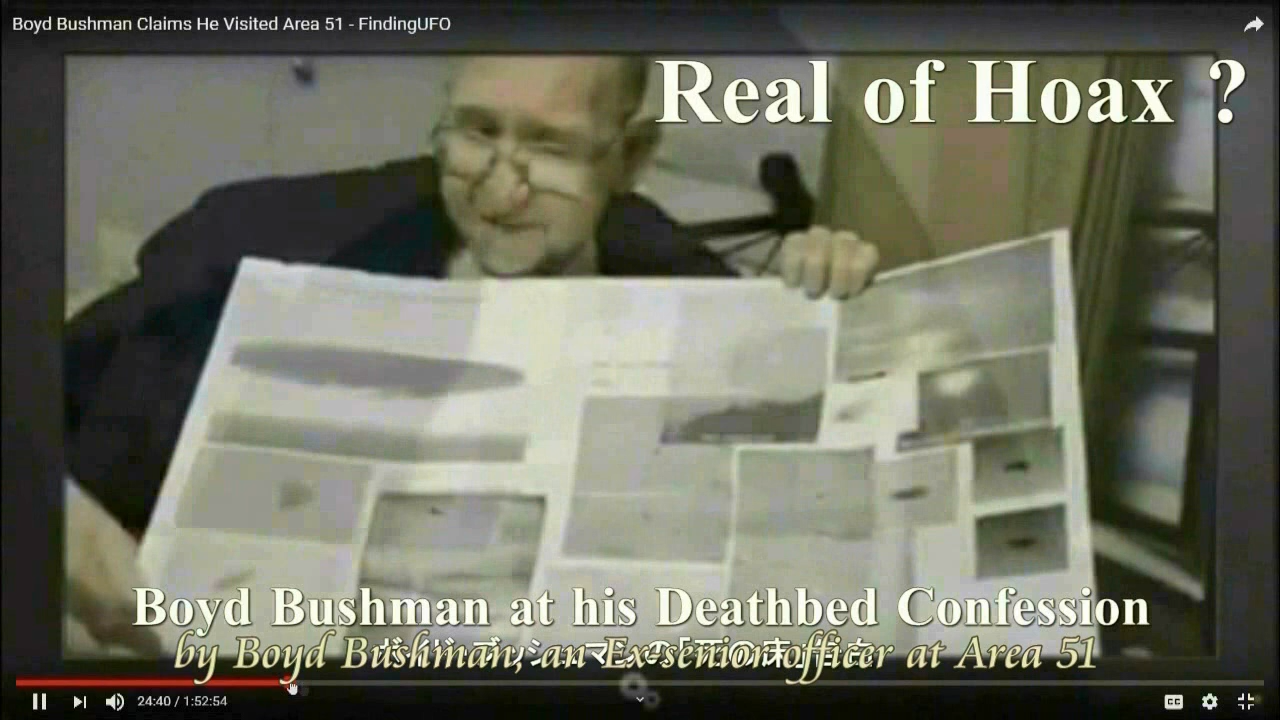 Boyd Bushman Claims He Visited Area 51 - FindingUFO
Real of Hoax ?
Boyd Bushman at his Deathbed Confession
by Boyd Bushman, an Ex-senior officer at Area 51
24:40 / 1:52:54
CC